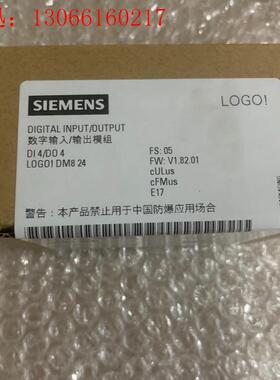 迅：13066160217
SIEMENS
LOGO!
DIGITAL INPUT/OUTPUT
数字输入/输出模组
DI 4/DO 4
LOGO! DM8 24
FS: 05
FW: V1.82.01
cULus
cFMus
E17
警告：本产品禁止用于中国防爆应用场合